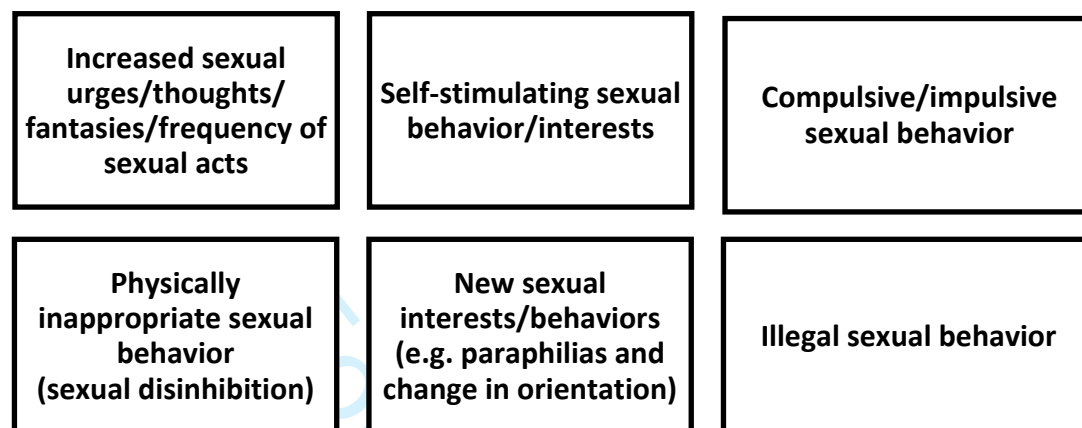 Increased sexual
urges/thoughts/
fantasies/frequency of
sexual acts
Self-stimulating sexual
behavior/interests
Compulsive/impulsive
sexual behavior
Physically
inappropriate sexual
behavior
(sexual disinhibition)
New sexual
interests/behaviors
(e.g. paraphilias and
change in orientation)
Illegal sexual behavior